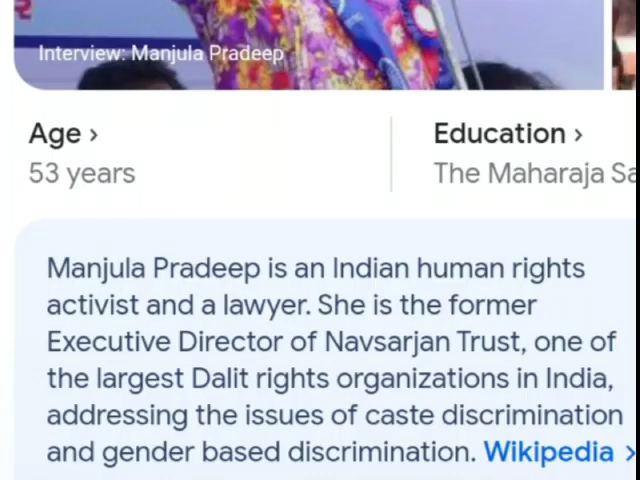 Interview: Manjula Pradeep
Age ›
53 years
Education ›
The Maharaja Sa
Manjula Pradeep is an Indian human rights
activist and a lawyer. She is the former
Executive Director of Navsarjan Trust, one of
the largest Dalit rights organizations in India,
addressing the issues of caste discrimination
and gender based discrimination. Wikipedia ›